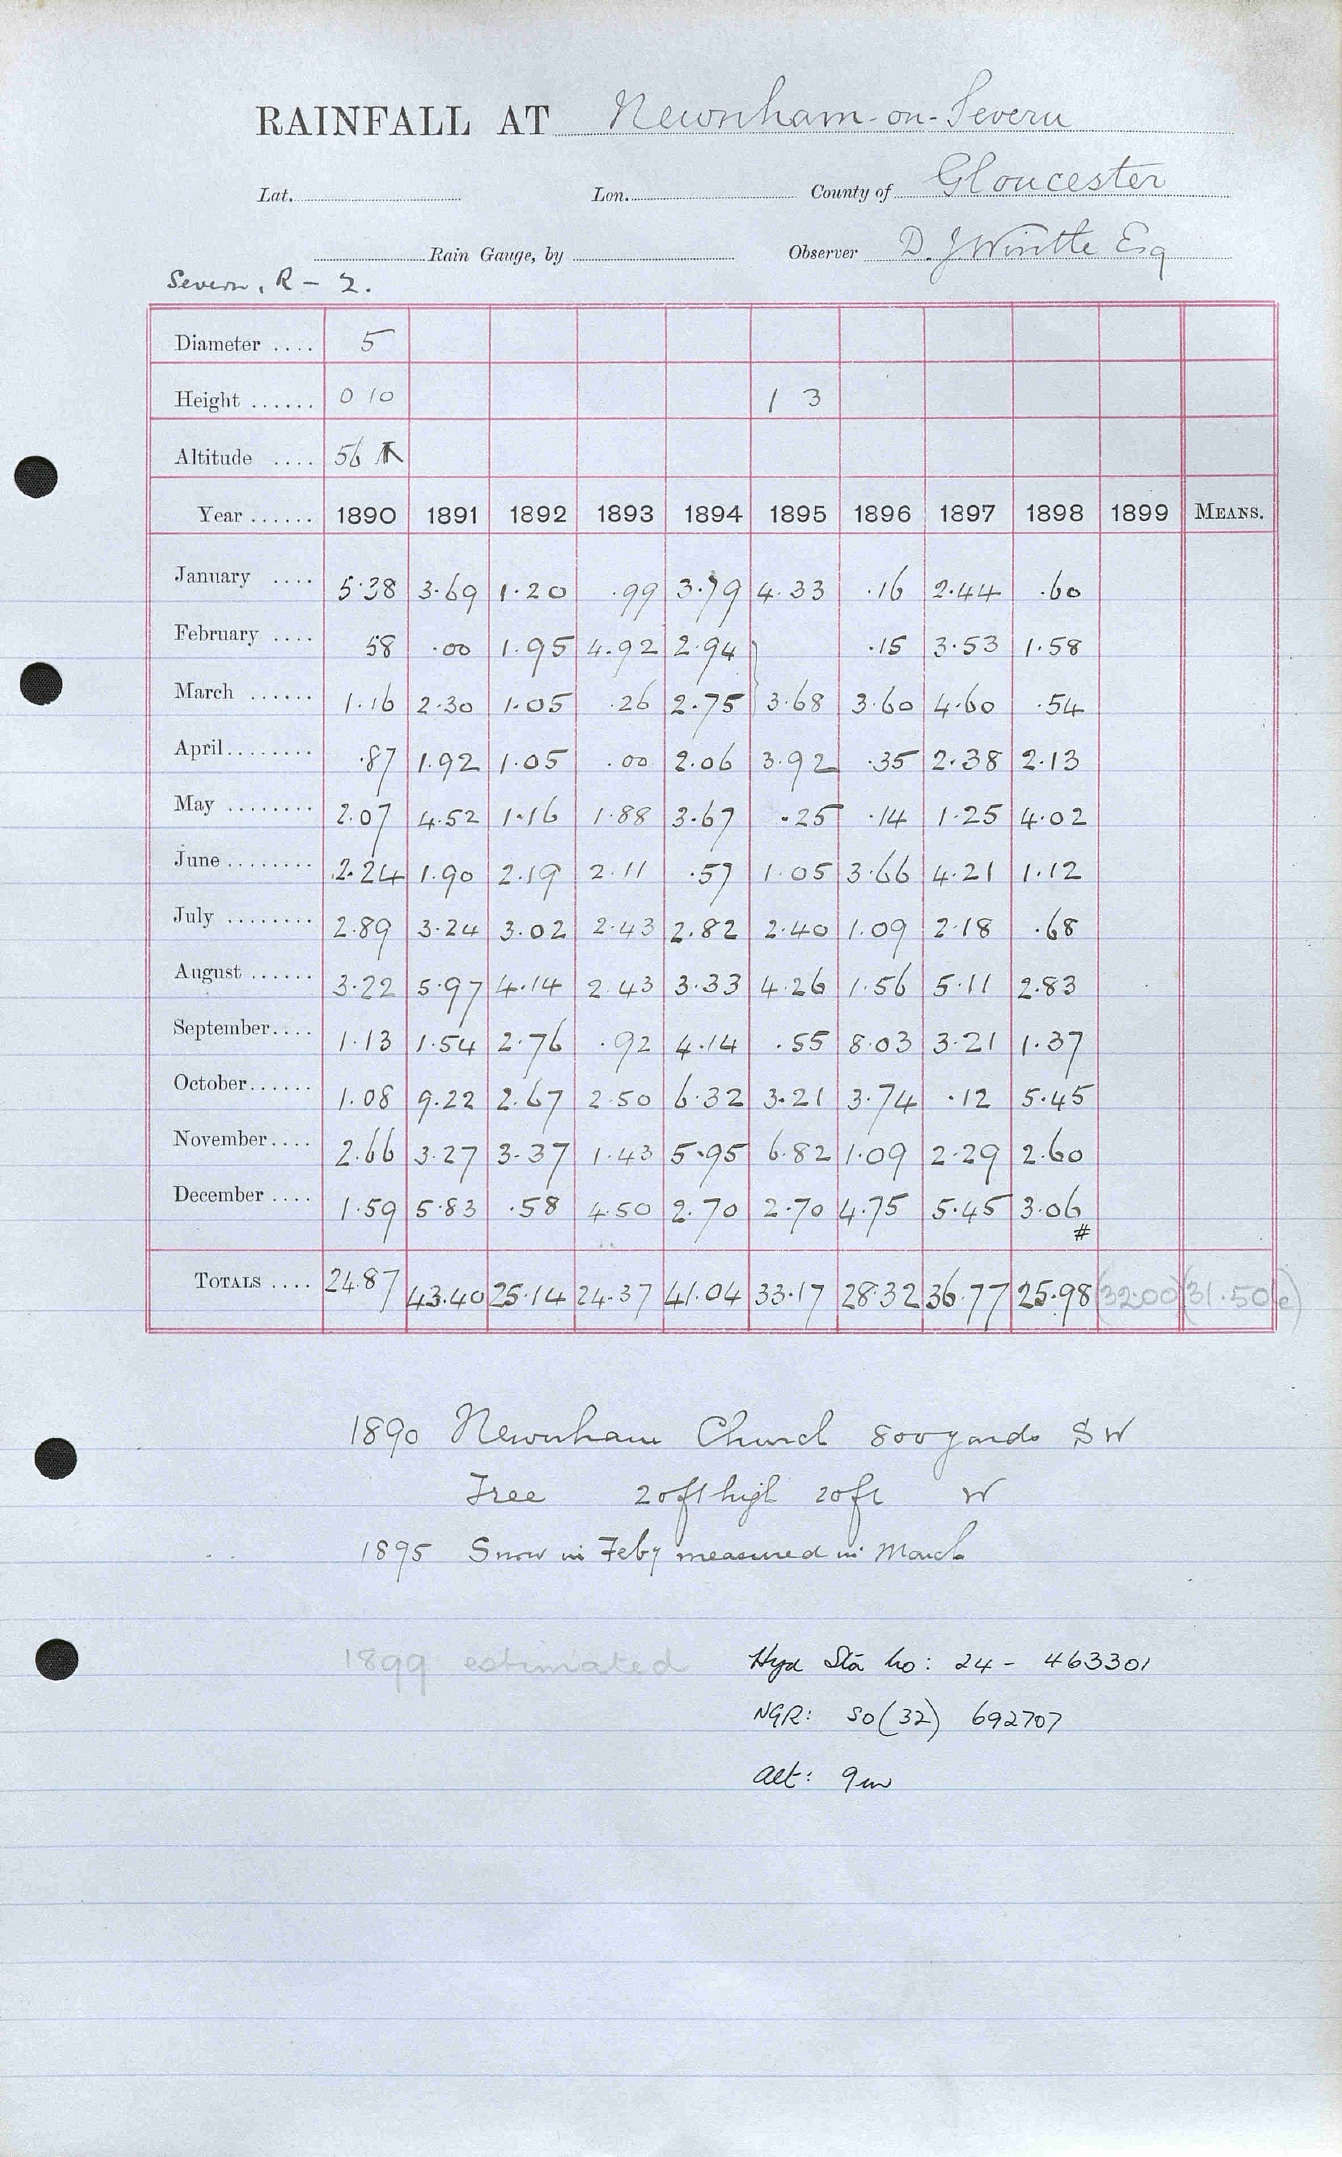 RAINFALL AT Newnham-on-Severn
Lat. Lon. County of Gloucester
Rain Gauge, by Observer D. J Wintle Esq
Severn, R - 2.
Diameter .... 5
Height ...... 0 10 1 3
Altitude .... 56
Year ...... 1890 1891 1892 1893 1894 1895 1896 1897 1898 1899 MEANS.
January .... 5.38 3.69 1.20 .99 3.79 4.33 .16 2.44 .60
February .... 58 .00 1.95 4.92 2.94 } .15 3.53 1.58
March ...... 1.16 2.30 1.05 .26 2.75 3.68 3.60 4.60 .54
April ........ .87 1.92 1.05 .00 2.06 3.92 .35 2.38 2.13
May ........ 2.07 4.52 1.16 1.88 3.67 .25 .14 1.25 4.02
June ........ 2.24 1.90 2.19 2.11 .57 1.05 3.66 4.21 1.12
July ........ 2.89 3.24 3.02 2.43 2.82 2.40 1.09 2.18 .68
August ...... 3.22 5.97 4.14 2.43 3.33 4.26 1.56 5.11 2.83
September .... 1.13 1.54 2.76 .92 4.14 .55 8.03 3.21 1.37
October ...... 1.08 9.22 2.67 2.50 6.32 3.21 3.74 .12 5.45
November .... 2.66 3.27 3.37 1.43 5.95 6.82 1.09 2.29 2.60
December .... 1.59 5.83 .58 4.50 2.70 2.70 4.75 5.45 3.06
#
TOTALS .... 24.87 43.40 25.14 24.37 41.04 33.17 28.32 36.77 25.98 (32.00) (31.50e)
1890 Newnham Church 800 yards SW
Tree 20ft high 20ft W
1895 Snow in Feby measured in March
1899 estimated
Hyd Sta No: 24 - 463301
NGR: SO(32) 692707
Alt: 9m